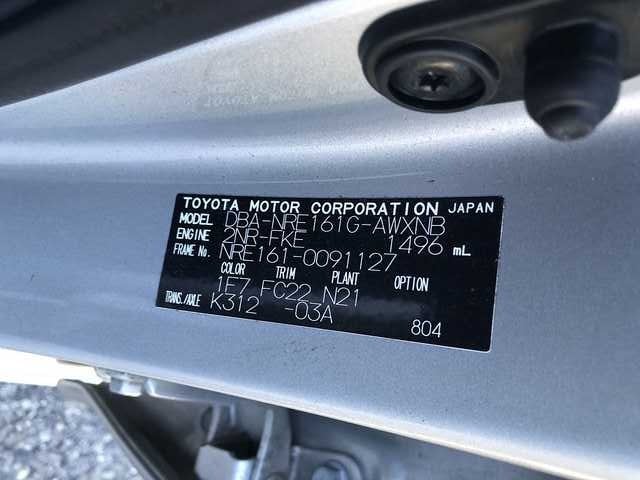 TOYOTA MOTOR CORPORATION JAPAN
MODEL DBA-NRE161G-AWXNB
ENGINE 2NR-FKE 1496 mL
FRAME No. NRE161-0091127
COLOR TRIM PLANT OPTION
1F7 FC22 N21
TRANS./AXLE K312 -03A
804